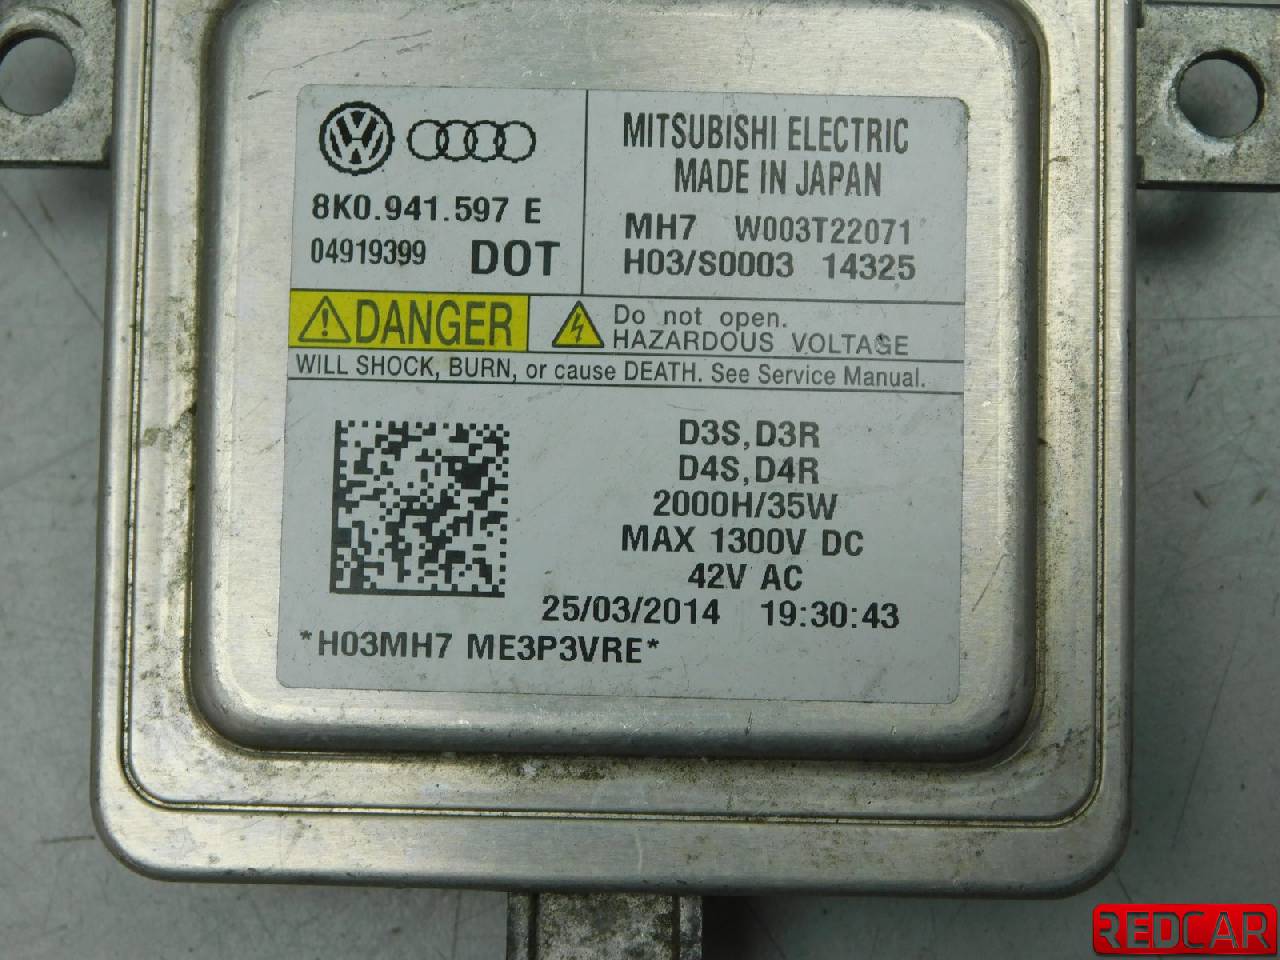 8K0.941.597 E
04919399 DOT
MITSUBISHI ELECTRIC
MADE IN JAPAN
MH7 W003T22071
H03/S0003 14325
DANGER
Do not open.
HAZARDOUS VOLTAGE
WILL SHOCK, BURN, or cause DEATH. See Service Manual.
D3S, D3R
D4S, D4R
2000H/35W
MAX 1300V DC
42V AC
25/03/2014 19:30:43
*H03MH7 ME3P3VRE*
REDCAR